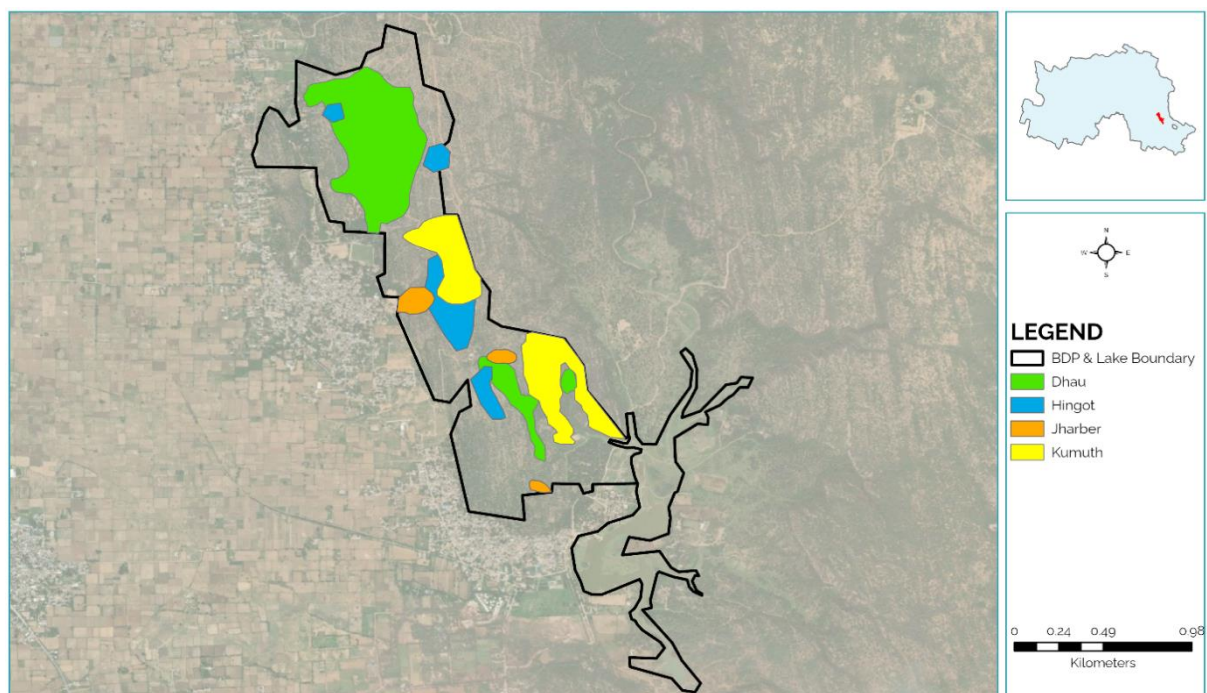 N
W E
S
LEGEND
BDP & Lake Boundary
Dhau
Hingot
Jharber
Kumuth
0 0.24 0.49 0.98
Kilometers